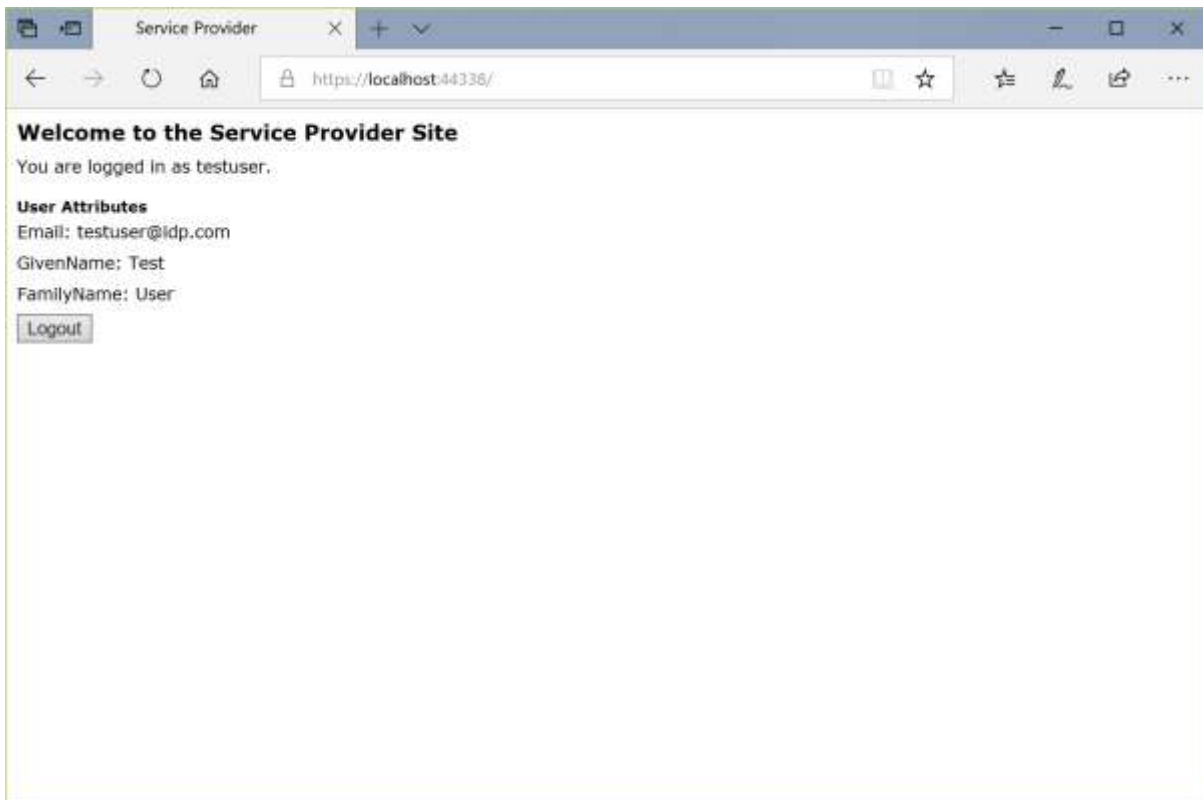 Service Provider
https://localhost:44338/
Welcome to the Service Provider Site
You are logged in as testuser.
User Attributes
Email: testuser@idp.com
GivenName: Test
FamilyName: User
Logout